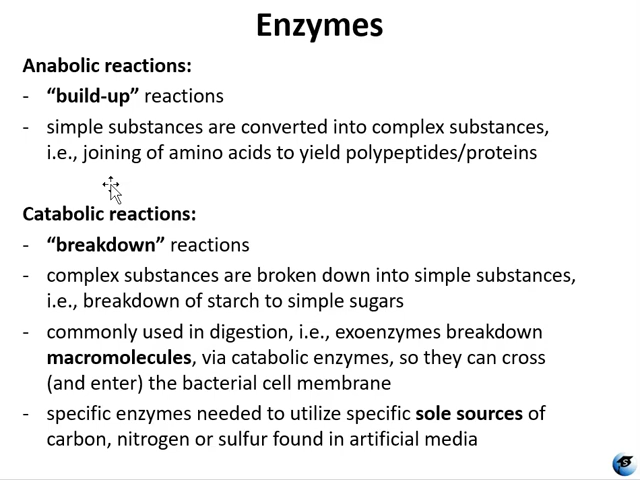 Enzymes
Anabolic reactions:
- “build-up” reactions
- simple substances are converted into complex substances,
i.e., joining of amino acids to yield polypeptides/proteins
Catabolic reactions:
- “breakdown” reactions
- complex substances are broken down into simple substances,
i.e., breakdown of starch to simple sugars
- commonly used in digestion, i.e., exoenzymes breakdown
macromolecules, via catabolic enzymes, so they can cross
(and enter) the bacterial cell membrane
- specific enzymes needed to utilize specific sole sources of
carbon, nitrogen or sulfur found in artificial media
S